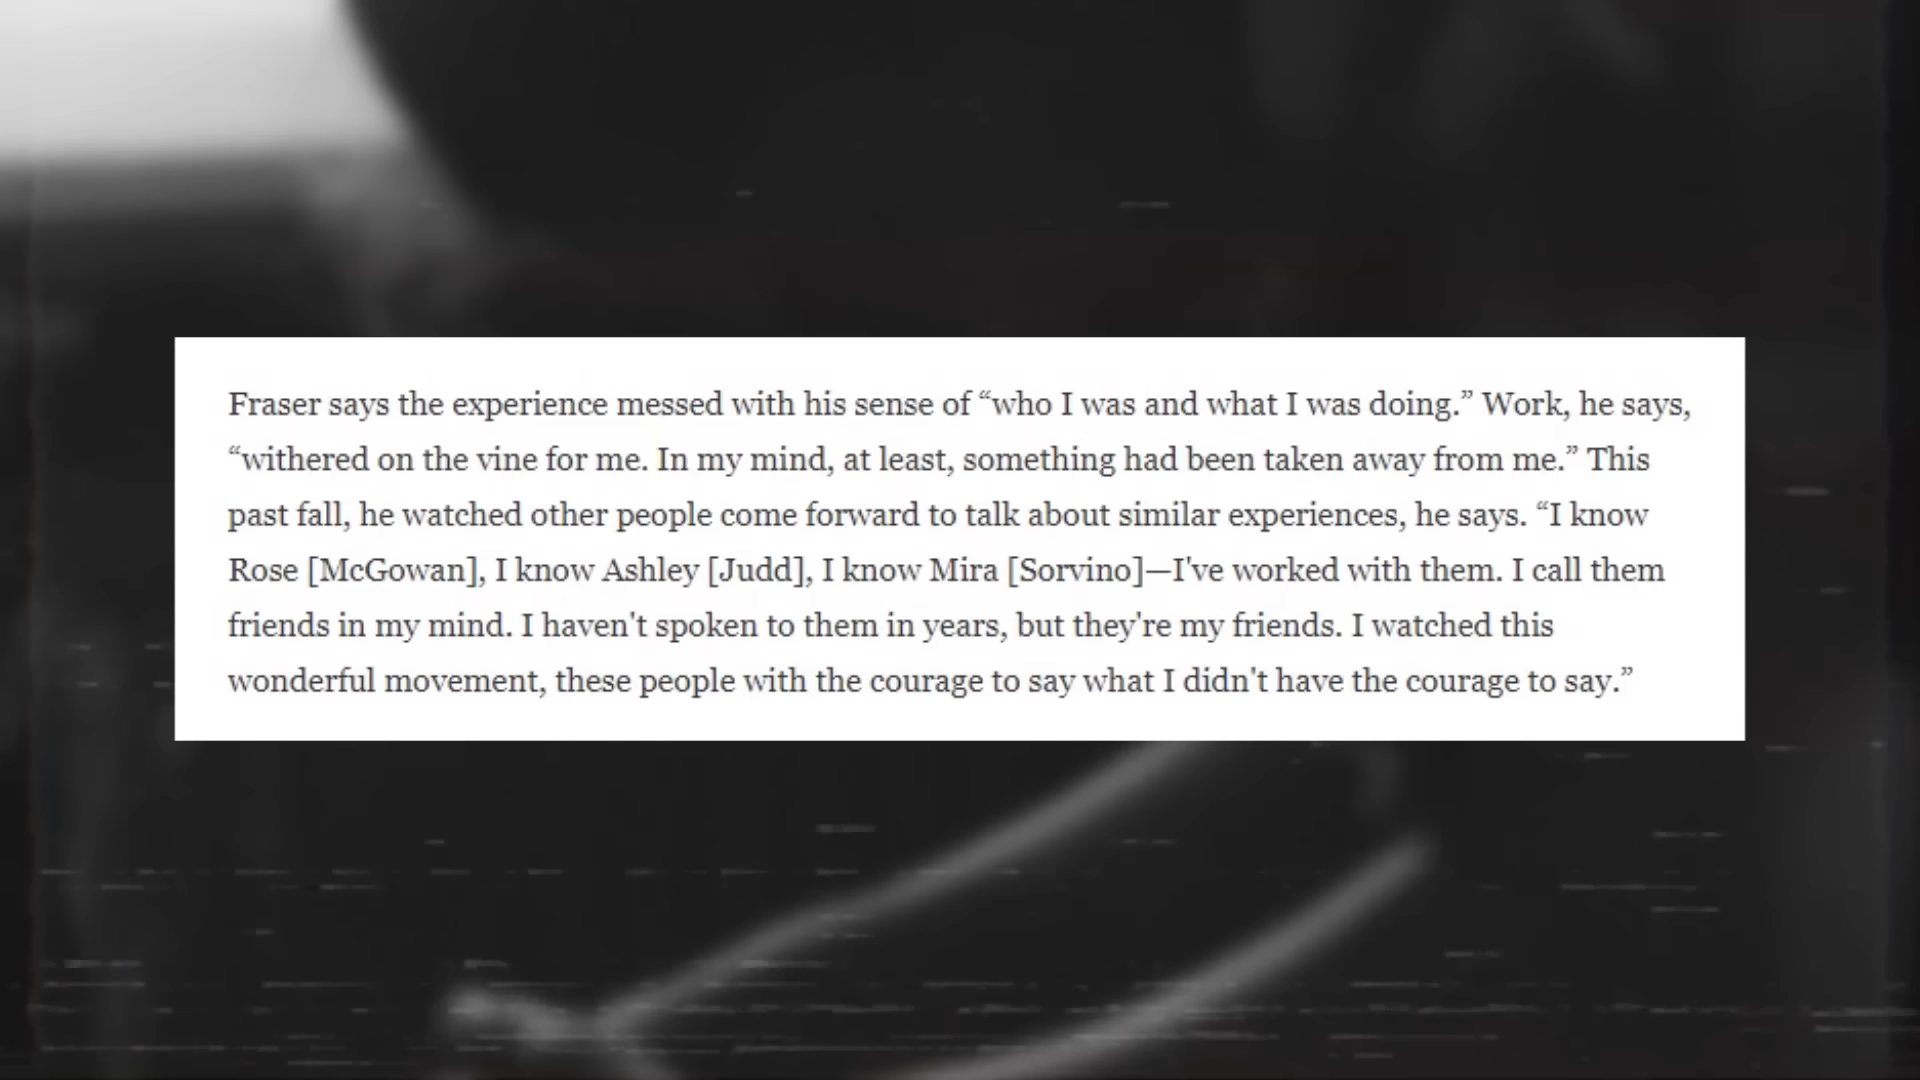 Fraser says the experience messed with his sense of “who I was and what I was doing.” Work, he says,
“withered on the vine for me. In my mind, at least, something had been taken away from me.” This
past fall, he watched other people come forward to talk about similar experiences, he says. “I know
Rose [McGowan], I know Ashley [Judd], I know Mira [Sorvino]—I've worked with them. I call them
friends in my mind. I haven't spoken to them in years, but they're my friends. I watched this
wonderful movement, these people with the courage to say what I didn't have the courage to say.”